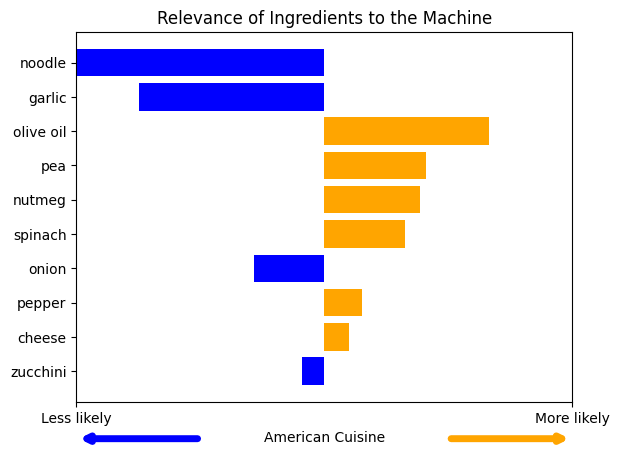 Relevance of Ingredients to the Machine
noodle
garlic
olive oil
pea
nutmeg
spinach
onion
pepper
cheese
zucchini
Less likely
More likely
American Cuisine